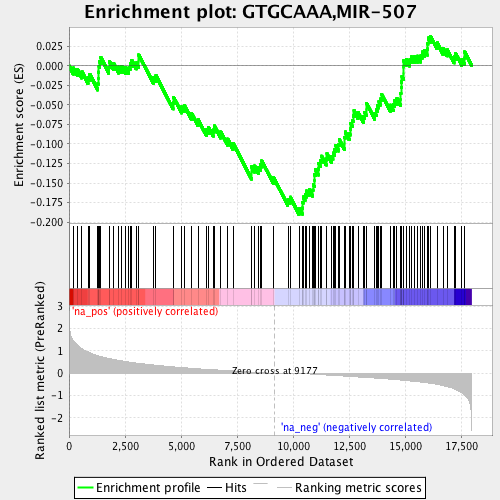 Enrichment plot: GTGCAAA,MIR-507
Enrichment score (ES)
0.025
0.000
-0.025
-0.050
-0.075
-0.100
-0.125
-0.150
-0.175
-0.200
'na_pos' (positively correlated)
Ranked list metric (PreRanked)
3
2
1
0
-1
-2
Zero cross at 9177
'na_neg' (negatively correlated)
0
2,500
5,000
7,500
10,000
12,500
15,000
17,500
Rank in Ordered Dataset
Enrichment profile
Hits
Ranking metric scores